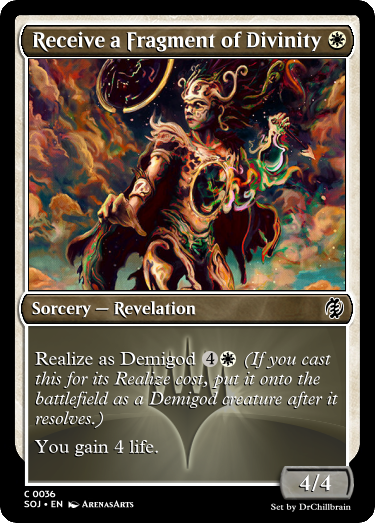 Receive a Fragment of Divinity
Sorcery — Revelation
Realize as Demigod 4 (If you cast
this for its Realize cost, put it onto the
battlefield as a Demigod creature after it
resolves.)
You gain 4 life.
4/4
C 0036
SOJ • EN ArenasArts
Set by DrChillbrain